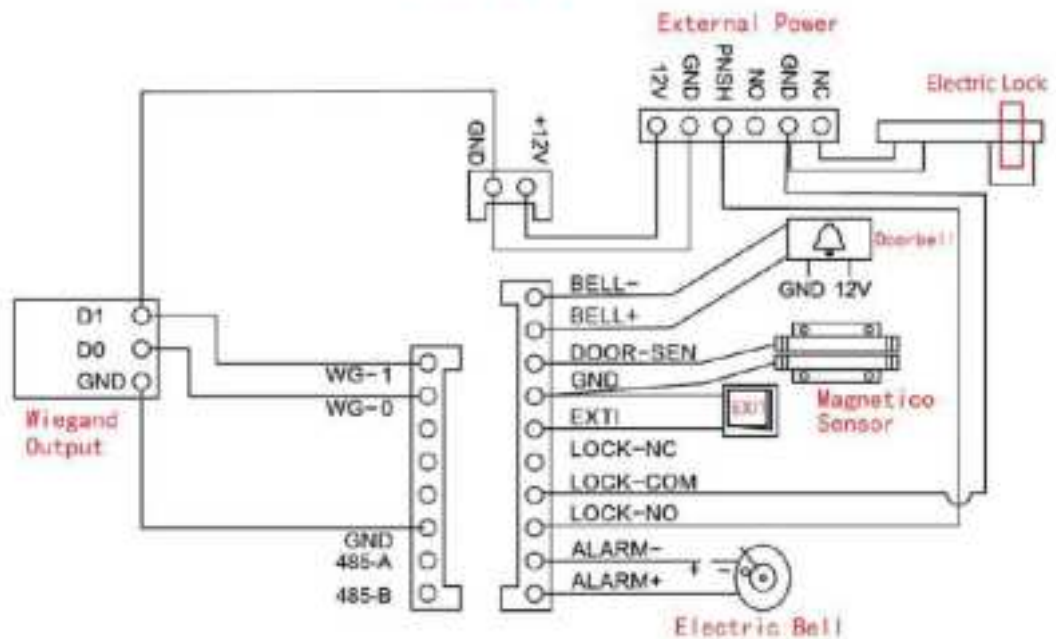 External Power
12V GND PNSH NO GND NC
Electric Lock
GND +12V
Doorbell
GND 12V
BELL-
BELL+
DOOR-SEN
GND
EXTI
LOCK-NC
LOCK-COM
LOCK-NO
ALARM-
ALARM+
EXIT
Magnetico
Sensor
+ -
Electric Bell
D1
D0
GND
Wiegand
Output
WG-1
WG-0
GND
485-A
485-B